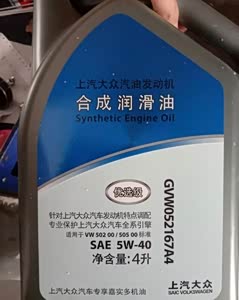 上汽大众汽油发动机
合成润滑油
Synthetic Engine Oil
优选级
针对上汽大众汽车发动机特点调配
专业保护上汽大众汽车全系引擎
适用于 VW 502 00 / 505 00 标准
SAE 5W-40
净含量:4升
GVW052167A4
上汽大众
SAIC VOLKSWAGEN
上汽大众汽车专享嘉实多机油